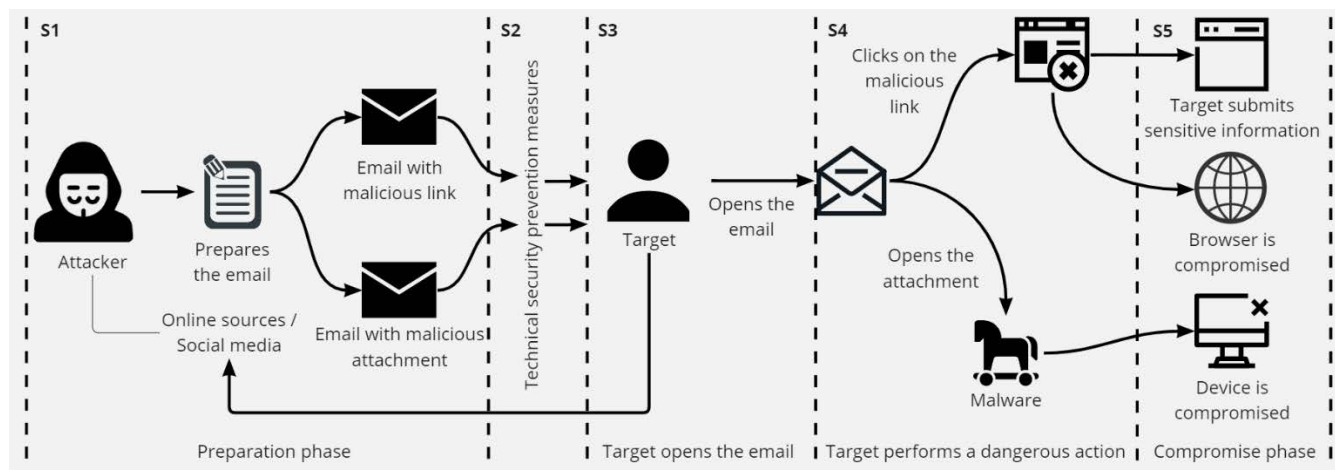 S1
S2
S3
S4
S5
Attacker
Prepares
the email
Online sources /
Social media
Email with
malicious link
Email with malicious
attachment
Preparation phase
Technical security prevention measures
Target
Opens the
email
Target opens the email
Clicks on the
malicious
link
Opens the
attachment
Malware
Target performs a dangerous action
Target submits
sensitive information
Browser is
compromised
Device is
compromised
Compromise phase